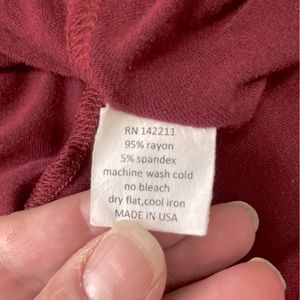 RN 142211
95% rayon
5% spandex
machine wash cold
no bleach
dry flat,cool iron
MADE IN USA